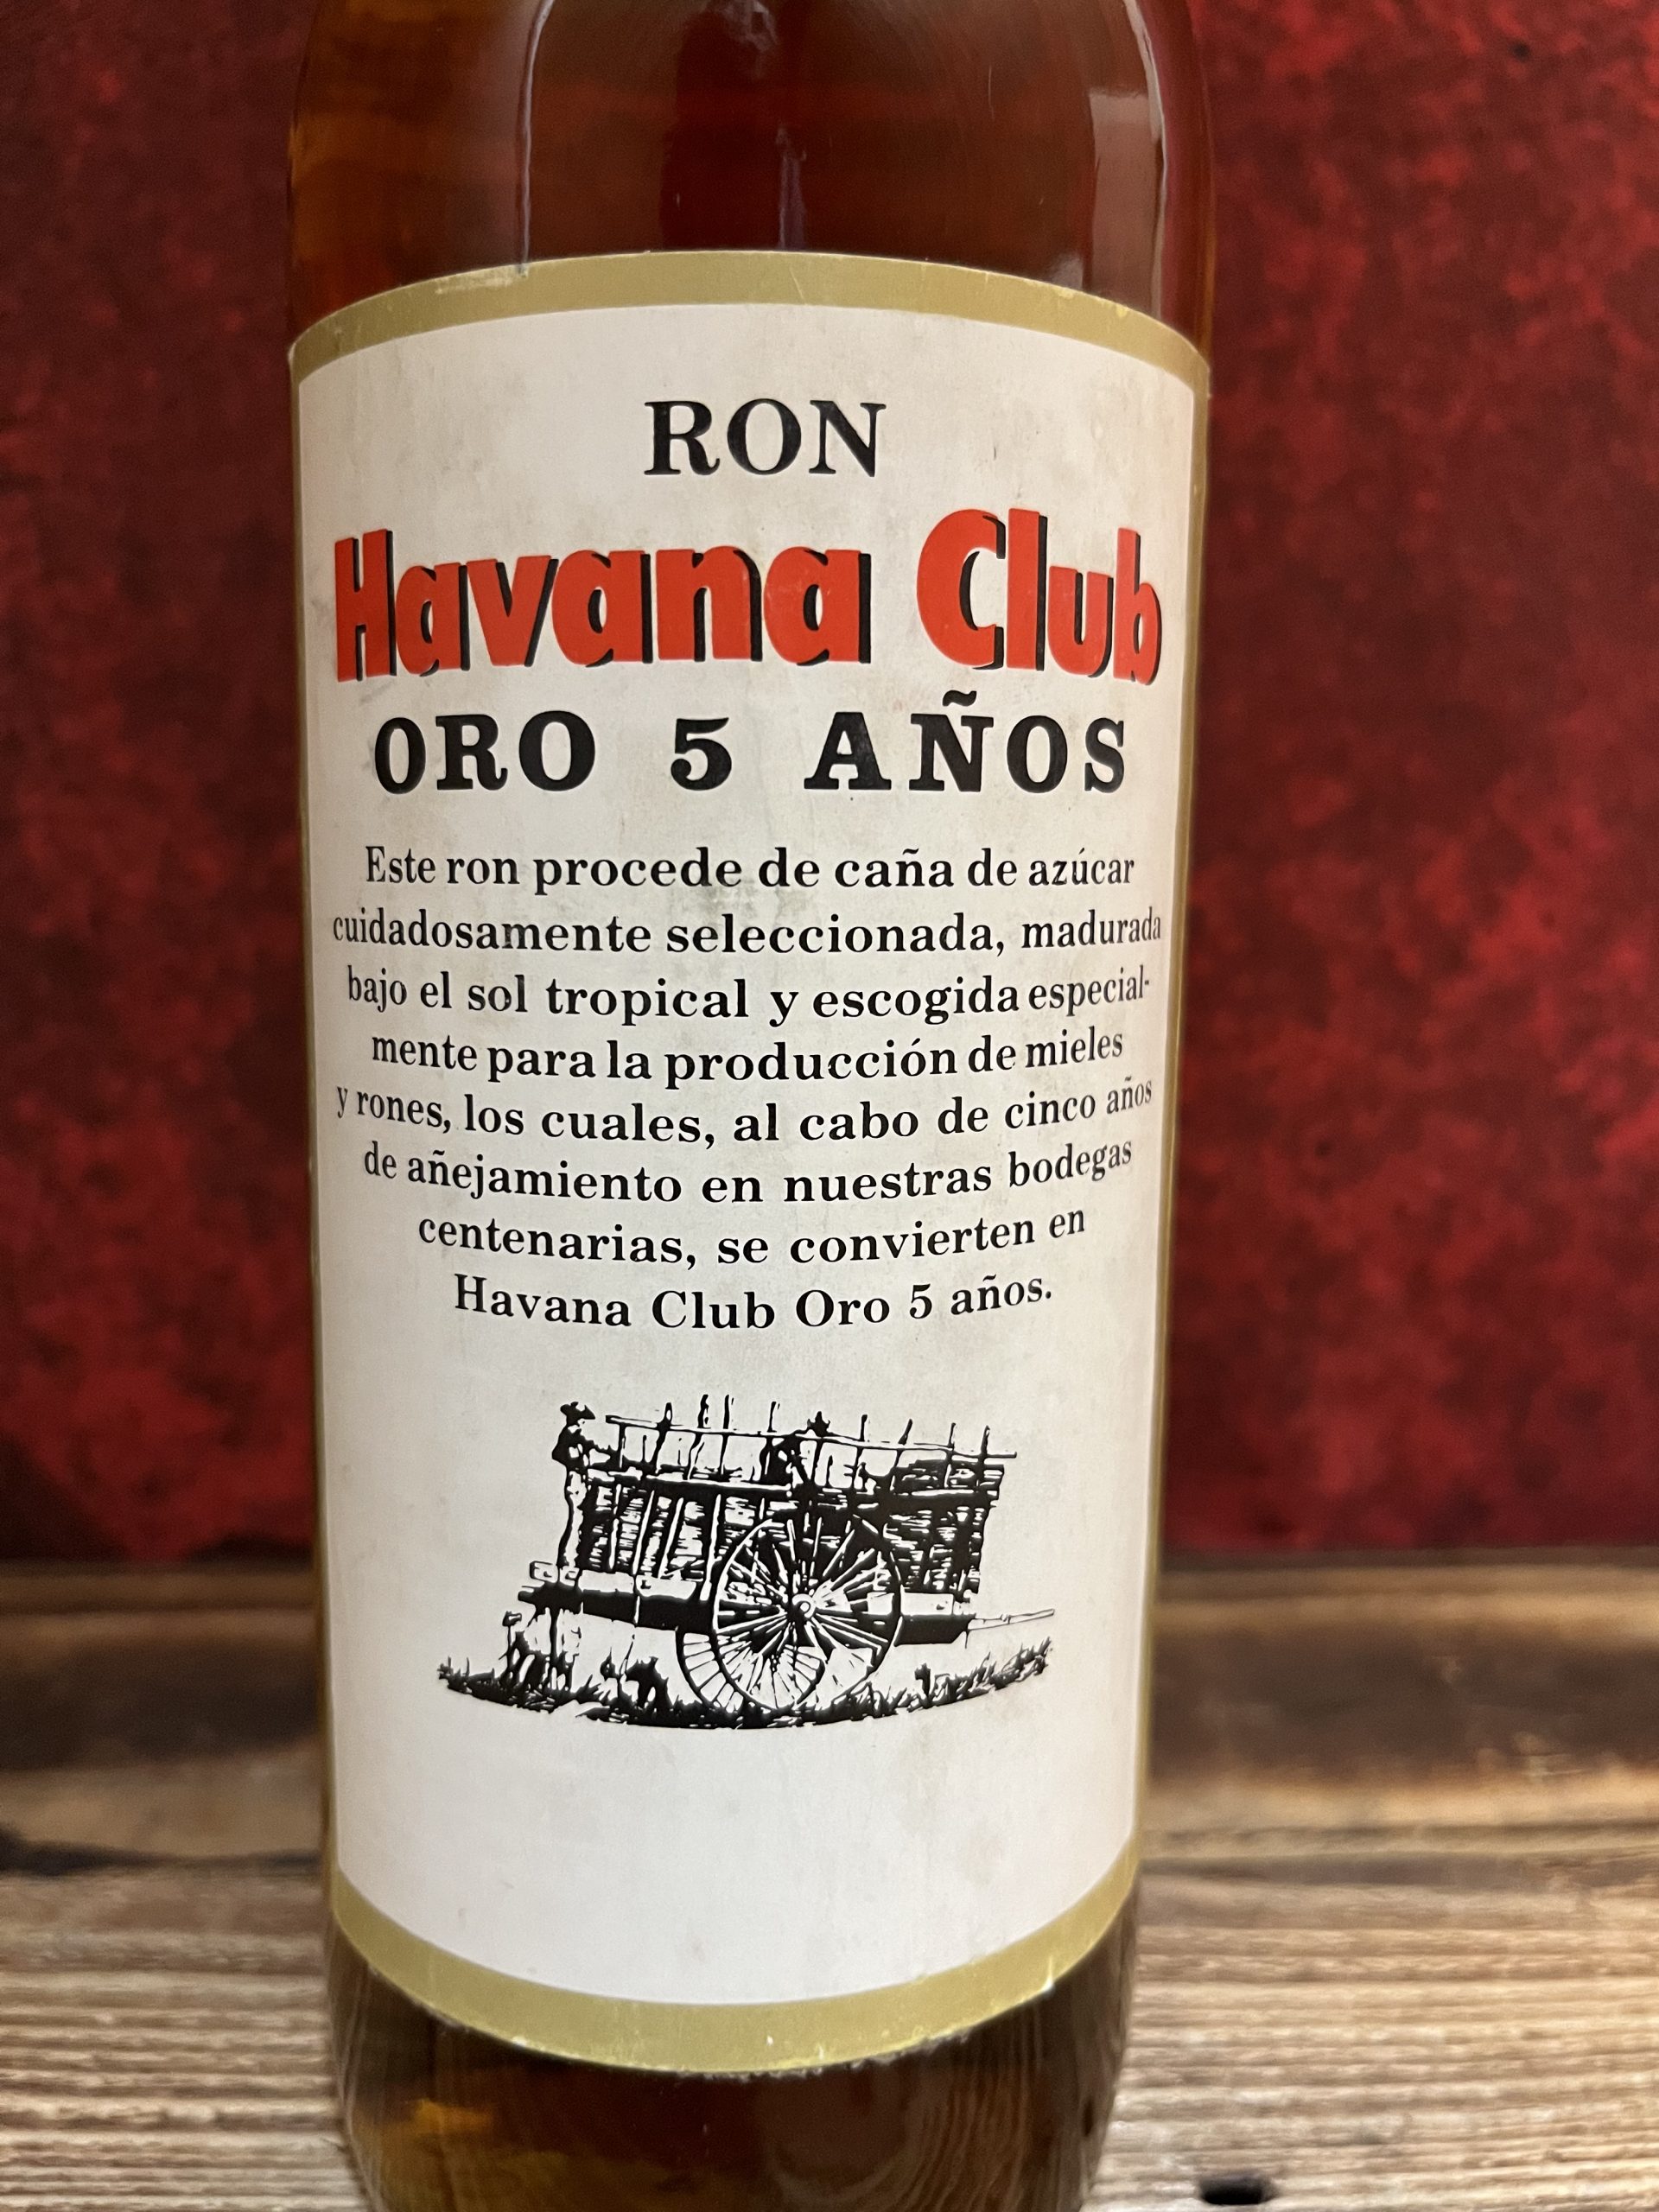 RON
Havana Club
ORO 5 AÑOS
Este ron procede de caña de azúcar
cuidadosamente seleccionada, madurada
bajo el sol tropical y escogida especial-
mente para la producción de mieles
y rones, los cuales, al cabo de cinco años
de añejamiento en nuestras bodegas
centenarias, se convierten en
Havana Club Oro 5 años.